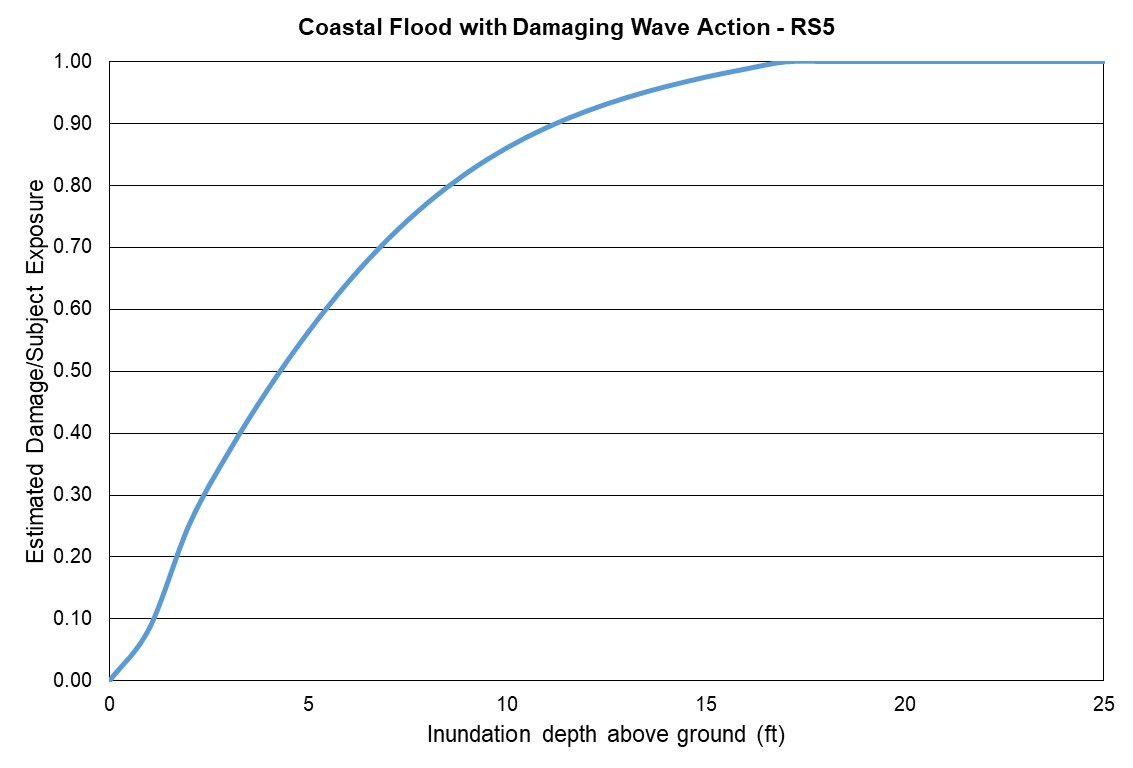 Coastal Flood with Damaging Wave Action - RS5
1.00
0.90
0.80
0.70
0.60
0.50
0.40
0.30
0.20
0.10
0.00
Estimated Damage/Subject Exposure
0 5 10 15 20 25
Inundation depth above ground (ft)